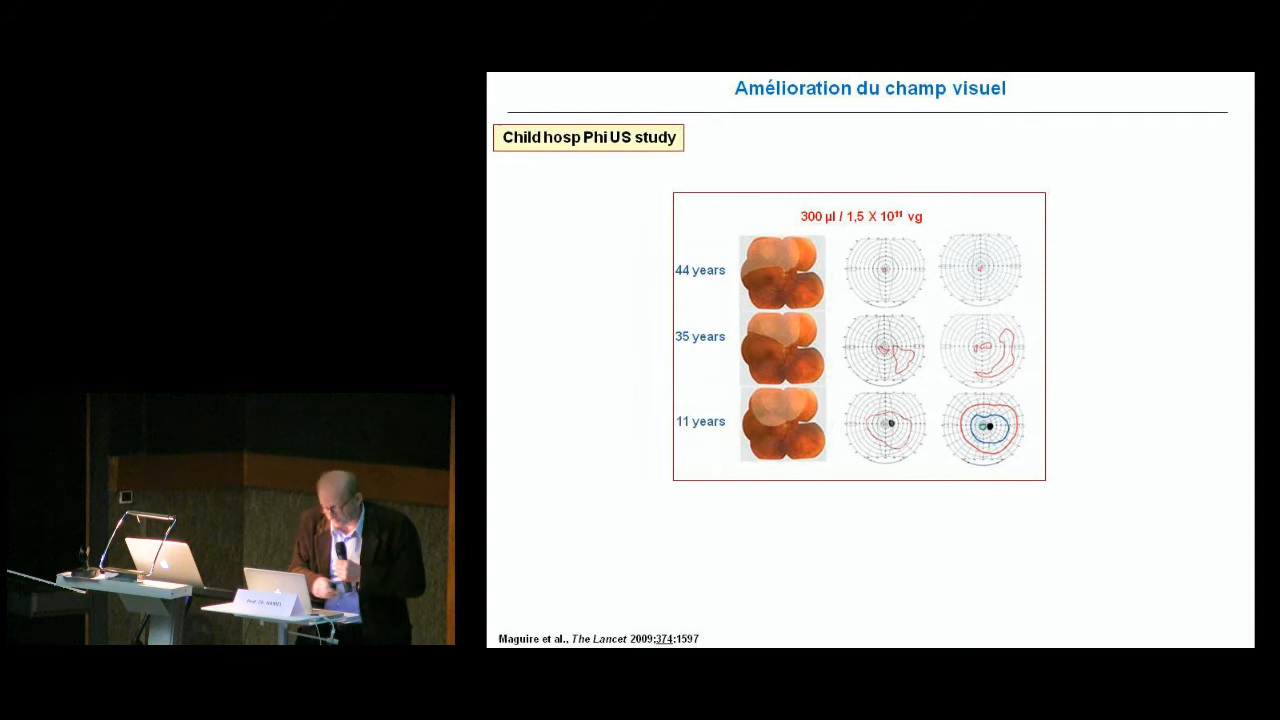 Amélioration du champ visuel
Child hosp Phi US study
300 µl / 1,5 X 10¹¹ vg
44 years
35 years
11 years
Maguire et al., The Lancet 2009;374:1597